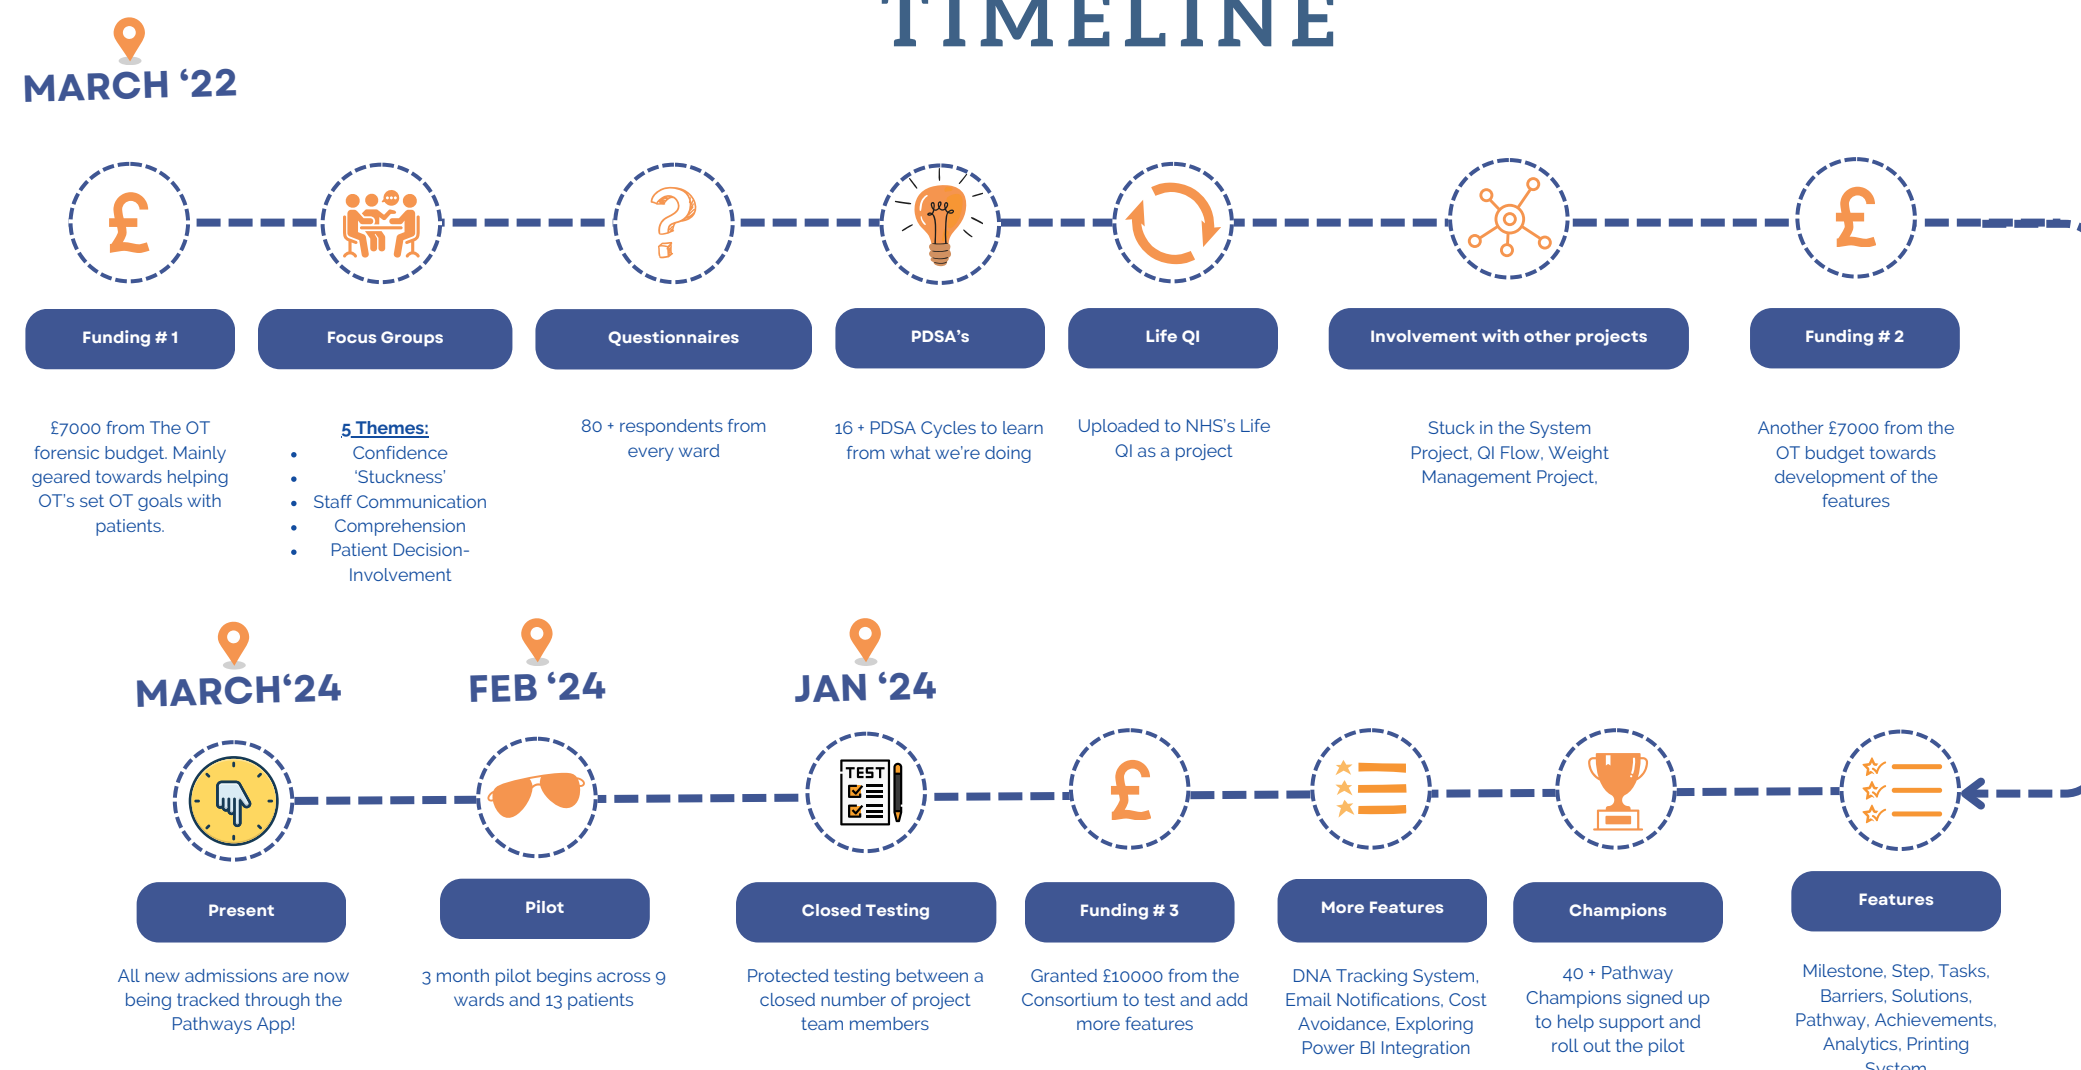 TIMELINE
MARCH ‘22
Funding # 1
£7000 from The OT
forensic budget. Mainly
geared towards helping
OT's set OT goals with
patients.
Focus Groups
5 Themes:
• Confidence
• ‘Stuckness’
• Staff Communication
• Comprehension
• Patient Decision-
Involvement
Questionnaires
80 + respondents from
every ward
PDSA’s
16 + PDSA Cycles to learn
from what we’re doing
Life QI
Uploaded to NHS’s Life
QI as a project
Involvement with other projects
Stuck in the System
Project, QI Flow, Weight
Management Project,
Funding # 2
Another £7000 from the
OT budget towards
development of the
features
MARCH‘24
Present
All new admissions are now
being tracked through the
Pathways App!
FEB ‘24
Pilot
3 month pilot begins across 9
wards and 13 patients
JAN ‘24
TEST
Closed Testing
Protected testing between a
closed number of project
team members
Funding # 3
Granted £10000 from the
Consortium to test and add
more features
More Features
DNA Tracking System,
Email Notifications, Cost
Avoidance, Exploring
Power BI Integration
Champions
40 + Pathway
Champions signed up
to help support and
roll out the pilot
Features
Milestone, Step, Tasks,
Barriers, Solutions,
Pathway, Achievements,
Analytics, Printing
System